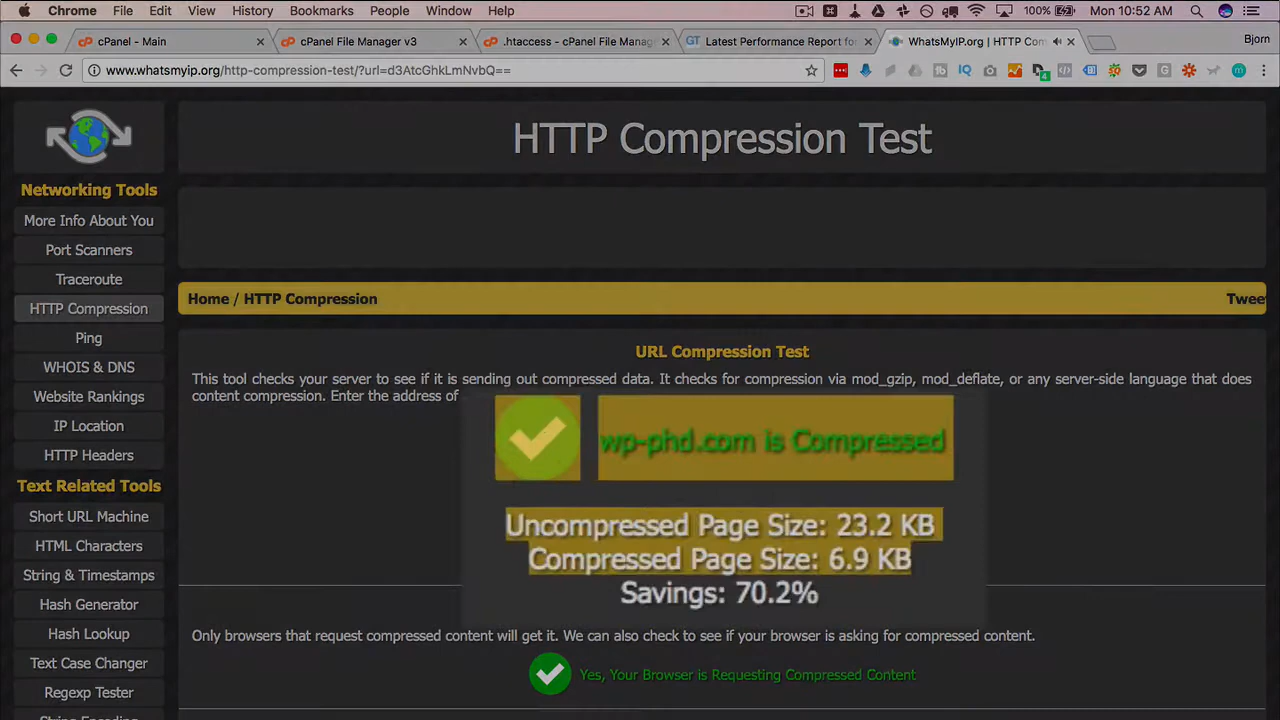 Chrome File Edit View History Bookmarks People Window Help 100% Mon 10:52 AM
cPanel - Main
cPanel File Manager v3
.htaccess - cPanel File Manag
GT Latest Performance Report for
WhatsMyIP.org | HTTP Com
Bjorn
www.whatsmyip.org/http-compression-test/?url=d3AtcGhkLmNvbQ==
HTTP Compression Test
Networking Tools
More Info About You
Port Scanners
Traceroute
HTTP Compression
Ping
WHOIS & DNS
Website Rankings
IP Location
HTTP Headers
Text Related Tools
Short URL Machine
HTML Characters
String & Timestamps
Hash Generator
Hash Lookup
Text Case Changer
Regexp Tester
String Encoding
Home / HTTP Compression
Twee
URL Compression Test
This tool checks your server to see if it is sending out compressed data. It checks for compression via mod_gzip, mod_deflate, or any server-side language that does
content compression. Enter the address of
wp-phd.com is Compressed
Uncompressed Page Size: 23.2 KB
Compressed Page Size: 6.9 KB
Savings: 70.2%
Only browsers that request compressed content will get it. We can also check to see if your browser is asking for compressed content.
Yes, Your Browser is Requesting Compressed Content